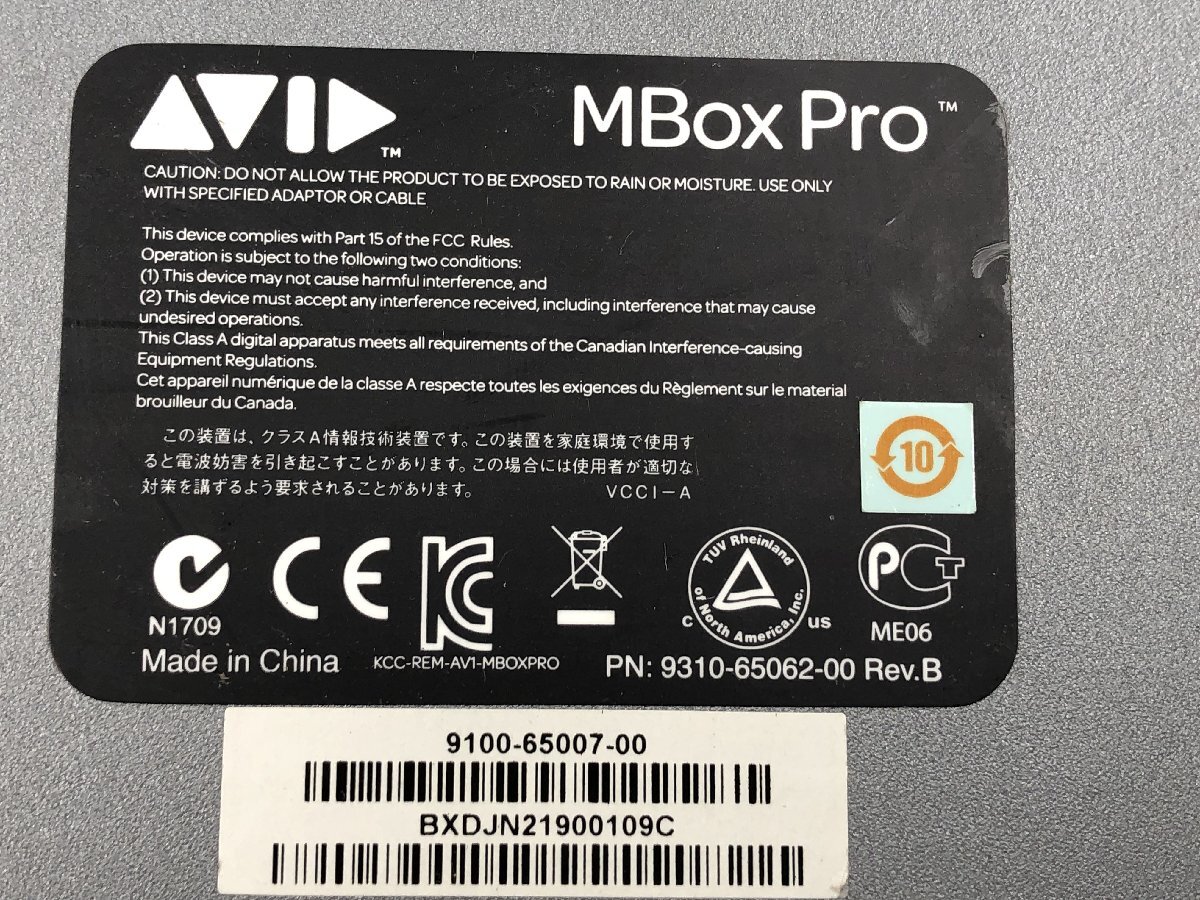 AVID™
MBox Pro™
CAUTION: DO NOT ALLOW THE PRODUCT TO BE EXPOSED TO RAIN OR MOISTURE. USE ONLY
WITH SPECIFIED ADAPTOR OR CABLE
This device complies with Part 15 of the FCC Rules.
Operation is subject to the following two conditions:
(1) This device may not cause harmful interference, and
(2) This device must accept any interference received, including interference that may cause
undesired operations.
This Class A digital apparatus meets all requirements of the Canadian Interference-causing
Equipment Regulations.
Cet appareil numérique de la classe A respecte toutes les exigences du Règlement sur le material
brouilleur du Canada.
この装置は、クラスA情報技術装置です。この装置を家庭環境で使用す
ると電波妨害を引き起こすことがあります。この場合には使用者が適切な
対策を講ずるよう要求されることがあります。 VCCI-A
10
N1709
CE
KC
TUV Rheinland
of North America, Inc.
C US
PCT
ME06
Made in China
KCC-REM-AV1-MBOXPRO
PN: 9310-65062-00 Rev.B
9100-65007-00
BXDJN21900109C